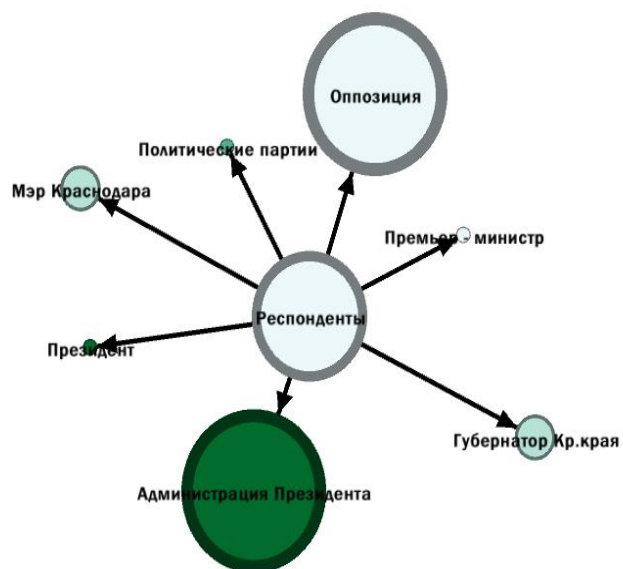 Оппозиция
Политические партии
Мэр Краснодара
Премьер - министр
Респонденты
Президент
Губернатор Кр.края
Администрация Президента